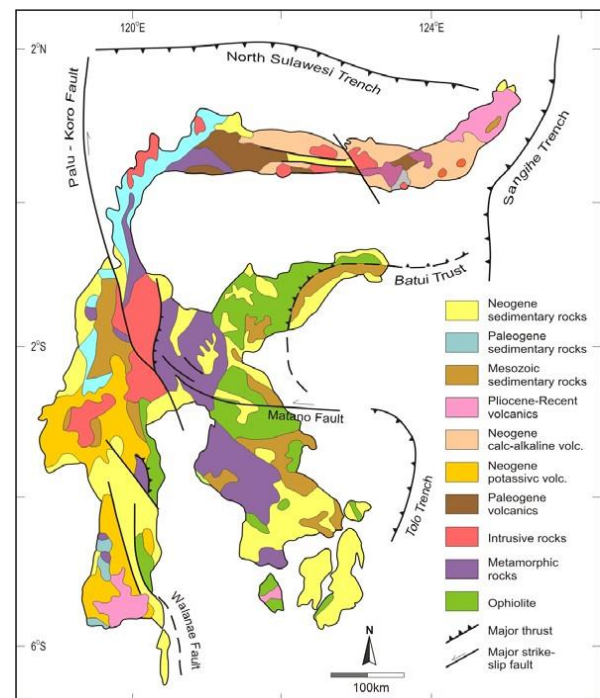 120°E
124°E
2°N
North Sulawesi Trench
Palu - Koro Fault
Sangihe Trench
Batui Trust
2°S
Matano Fault
Tolo Trench
Walanae Fault
6°S
N
100km
Neogene
sedimentary rocks
Paleogene
sedimentary rocks
Mesozoic
sedimentary rocks
Pliocene-Recent
volcanics
Neogene
calc-alkaline volc.
Neogene
potassivc volc.
Paleogene
volcanics
Intrusive rocks
Metamorphic
rocks
Ophiolite
Major thrust
Major strike-
slip fault